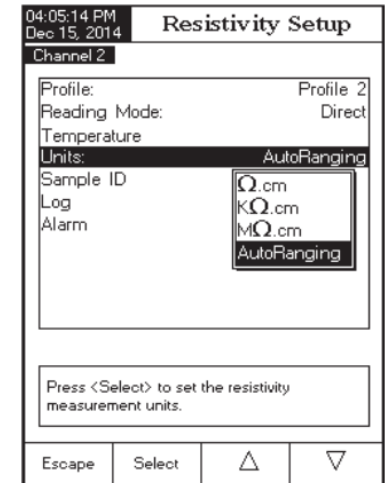 04:05:14 PM
Dec 15, 2014
Resistivity Setup
Channel 2
Profile: Profile 2
Reading Mode: Direct
Temperature
Units: AutoRanging
Sample ID
Log
Alarm
Ω.cm
KΩ.cm
MΩ.cm
AutoRanging
Press <Select> to set the resistivity
measurement units.
Escape Select △ ▽